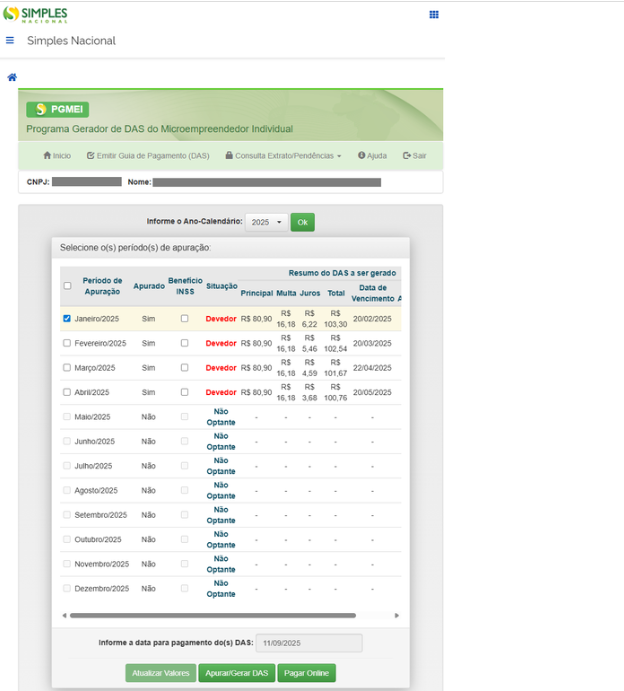 SIMPLES
NACIONAL
Simples Nacional
PGMEI
Programa Gerador de DAS do Microempreendedor Individual
Início Emitir Guia de Pagamento (DAS) Consulta Extrato/Pendências Ajuda Sair
CNPJ: Nome:
Informe o Ano-Calendário: 2025 Ok
Selecione o(s) período(s) de apuração:
Período de Apuração Apurado Benefício INSS Situação Resumo do DAS a ser gerado
Principal Multa Juros Total Data de Vencimento A
Janeiro/2025 Sim Devedor R$ 80,90 R$ 16,18 R$ 6,22 R$ 103,30 20/02/2025
Fevereiro/2025 Sim Devedor R$ 80,90 R$ 16,18 R$ 5,46 R$ 102,54 20/03/2025
Março/2025 Sim Devedor R$ 80,90 R$ 16,18 R$ 4,59 R$ 101,67 22/04/2025
Abril/2025 Sim Devedor R$ 80,90 R$ 16,18 R$ 3,68 R$ 100,76 20/05/2025
Maio/2025 Não Não Optante - - - - -
Junho/2025 Não Não Optante - - - - -
Julho/2025 Não Não Optante - - - - -
Agosto/2025 Não Não Optante - - - - -
Setembro/2025 Não Não Optante - - - - -
Outubro/2025 Não Não Optante - - - - -
Novembro/2025 Não Não Optante - - - - -
Dezembro/2025 Não Não Optante - - - - -
Informe a data para pagamento do(s) DAS: 11/09/2025
Atualizar Valores Apurar/Gerar DAS Pagar Online